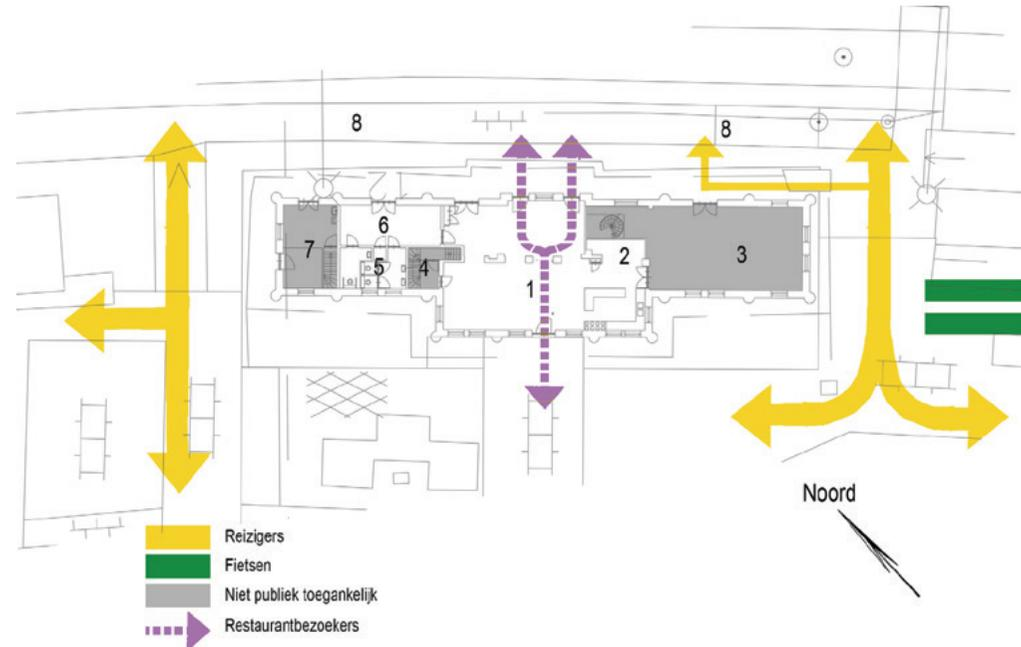 8
8
6
7
5
4
2
3
1
Noord
Reizigers
Fietsen
Niet publiek toegankelijk
Restaurantbezoekers